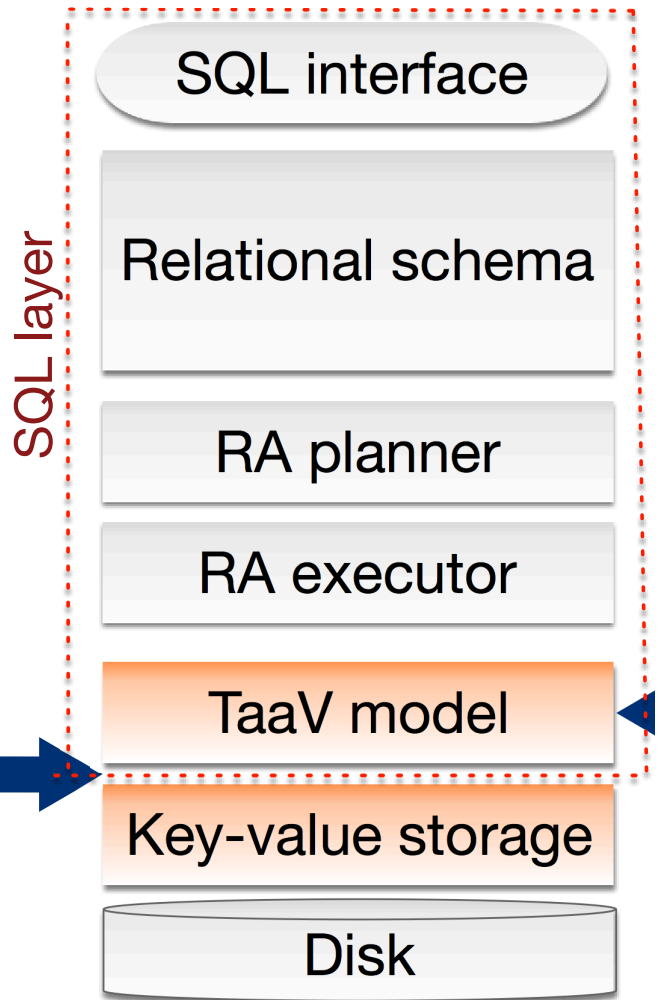 SQL interface
Relational schema
SQL layer
RA planner
RA executor
TaaV model
Key-value storage
Disk